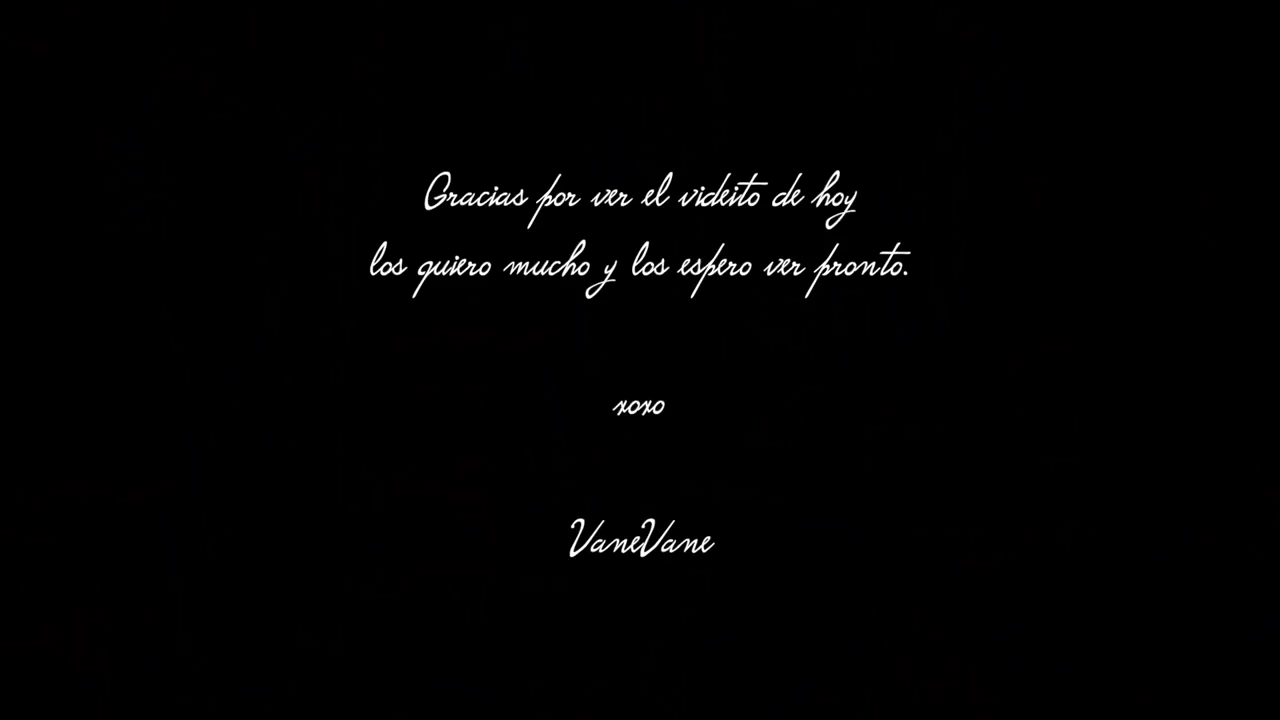 Gracias por ver el videito de hoy
los quiero mucho y los espero ver pronto.
xoxo
VaneVane